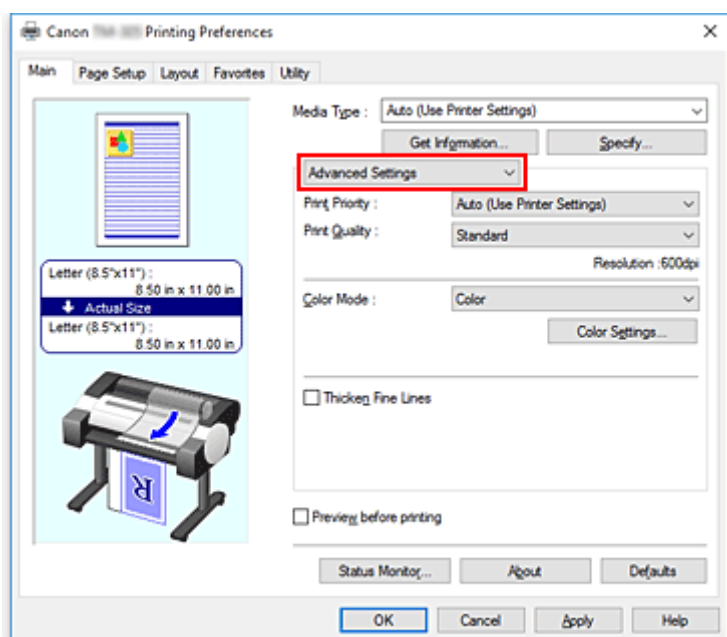 Canon Printing Preferences
Main Page Setup Layout Favorites Utility
Media Type : Auto (Use Printer Settings)
Get Information... Specify...
Advanced Settings
Print Priority : Auto (Use Printer Settings)
Print Quality : Standard
Resolution :600dpi
Letter (8.5"x11") :
8.50 in x 11.00 in
Actual Size
Letter (8.5"x11") :
8.50 in x 11.00 in
Color Mode : Color
Color Settings...
Thicken Fine Lines
R
Preview before printing
Status Monitor... About Defaults
OK Cancel Apply Help